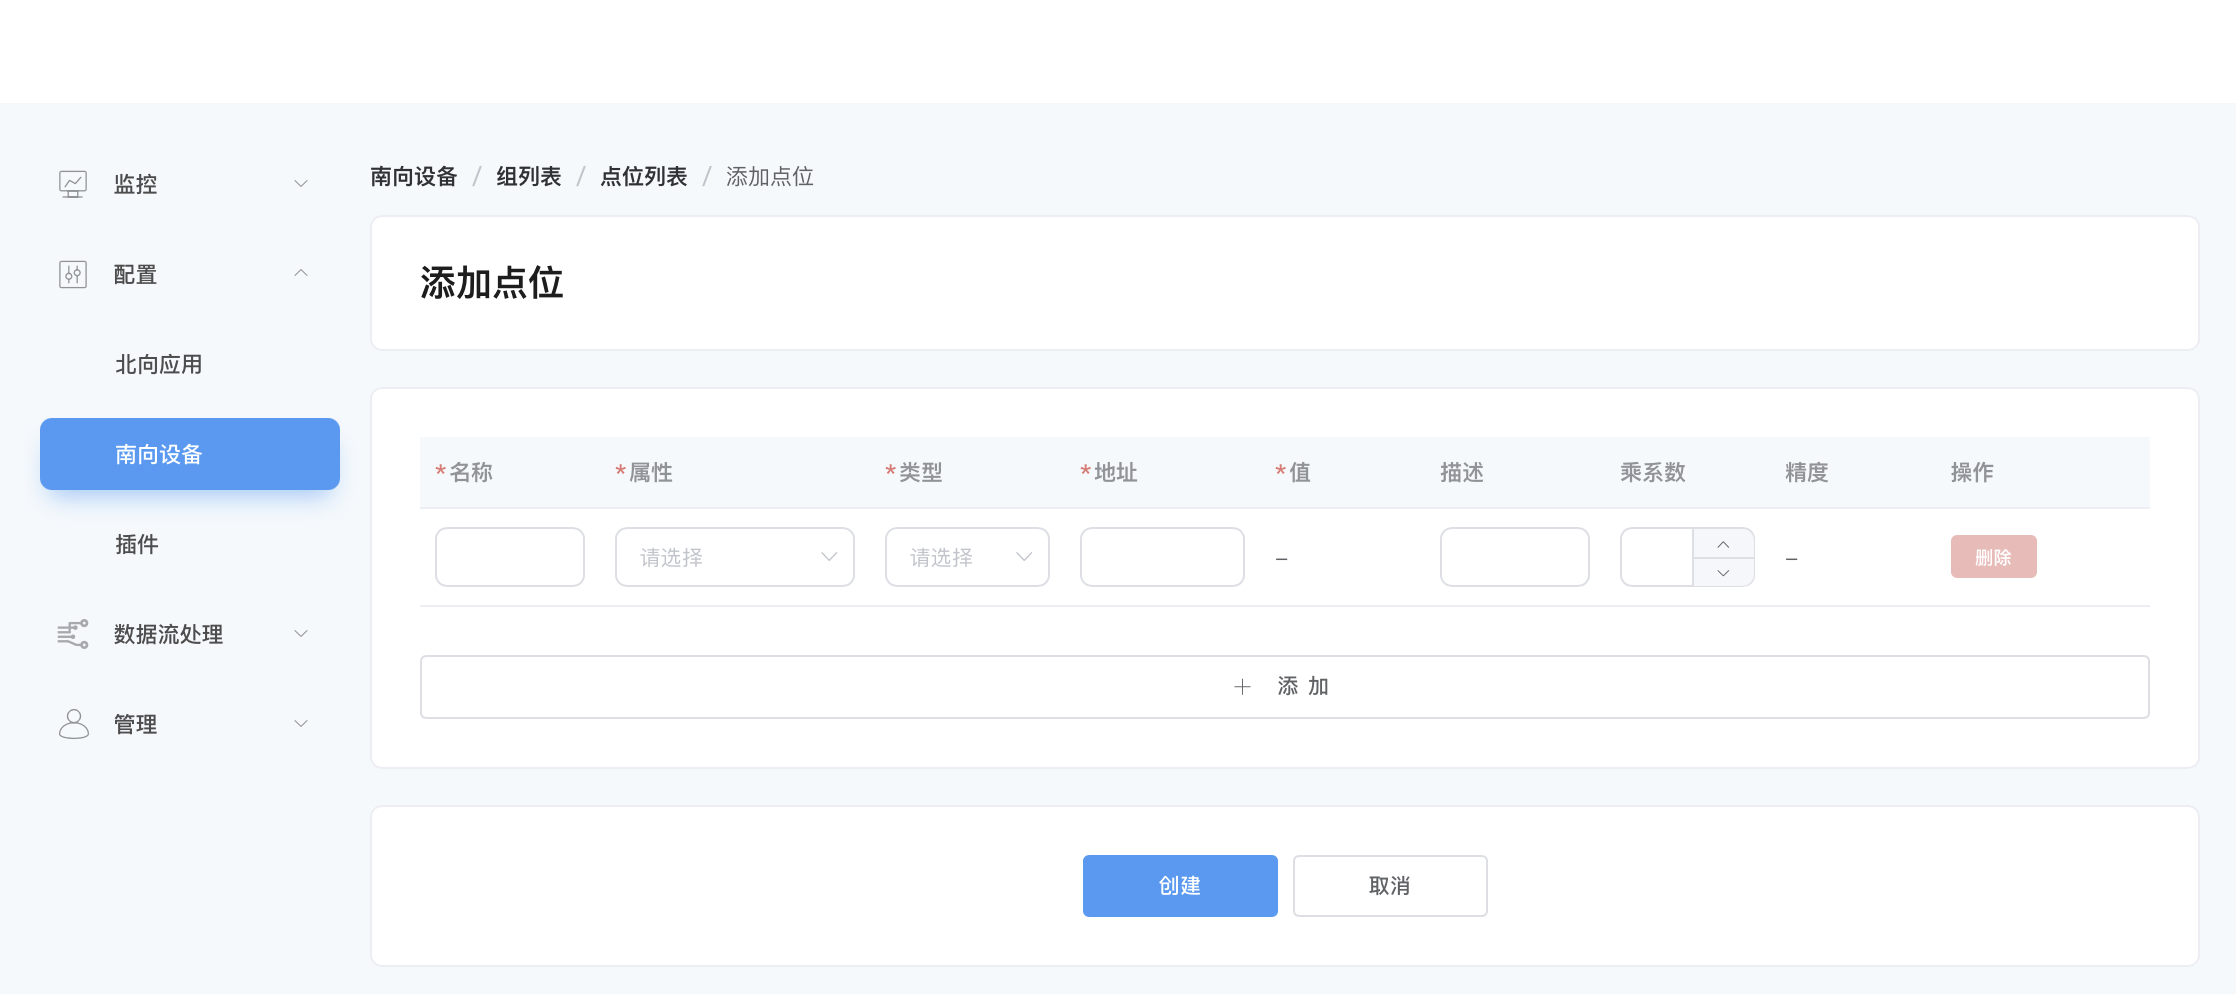 监控
配置
北向应用
南向设备
插件
数据流处理
管理
南向设备 / 组列表 / 点位列表 / 添加点位
添加点位
*名称 *属性 *类型 *地址 *值 描述 乘系数 精度 操作
请选择 请选择 – – 删除
+ 添 加
创建 取消